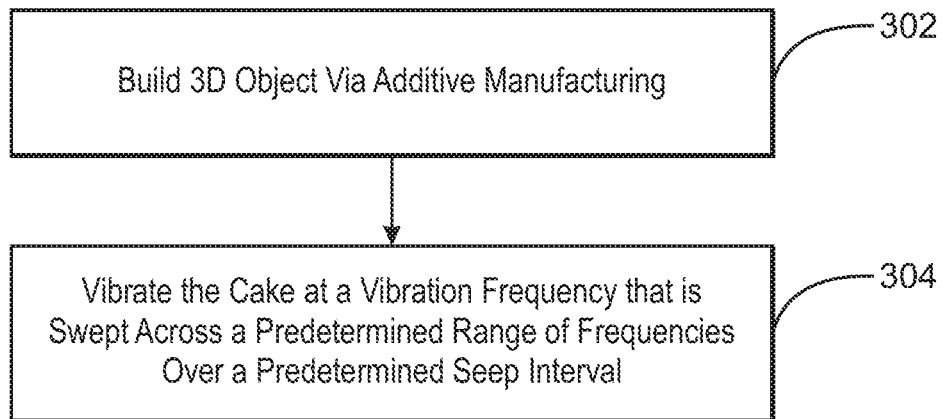 302
Build 3D Object Via Additive Manufacturing
304
Vibrate the Cake at a Vibration Frequency that is
Swept Across a Predetermined Range of Frequencies
Over a Predetermined Seep Interval